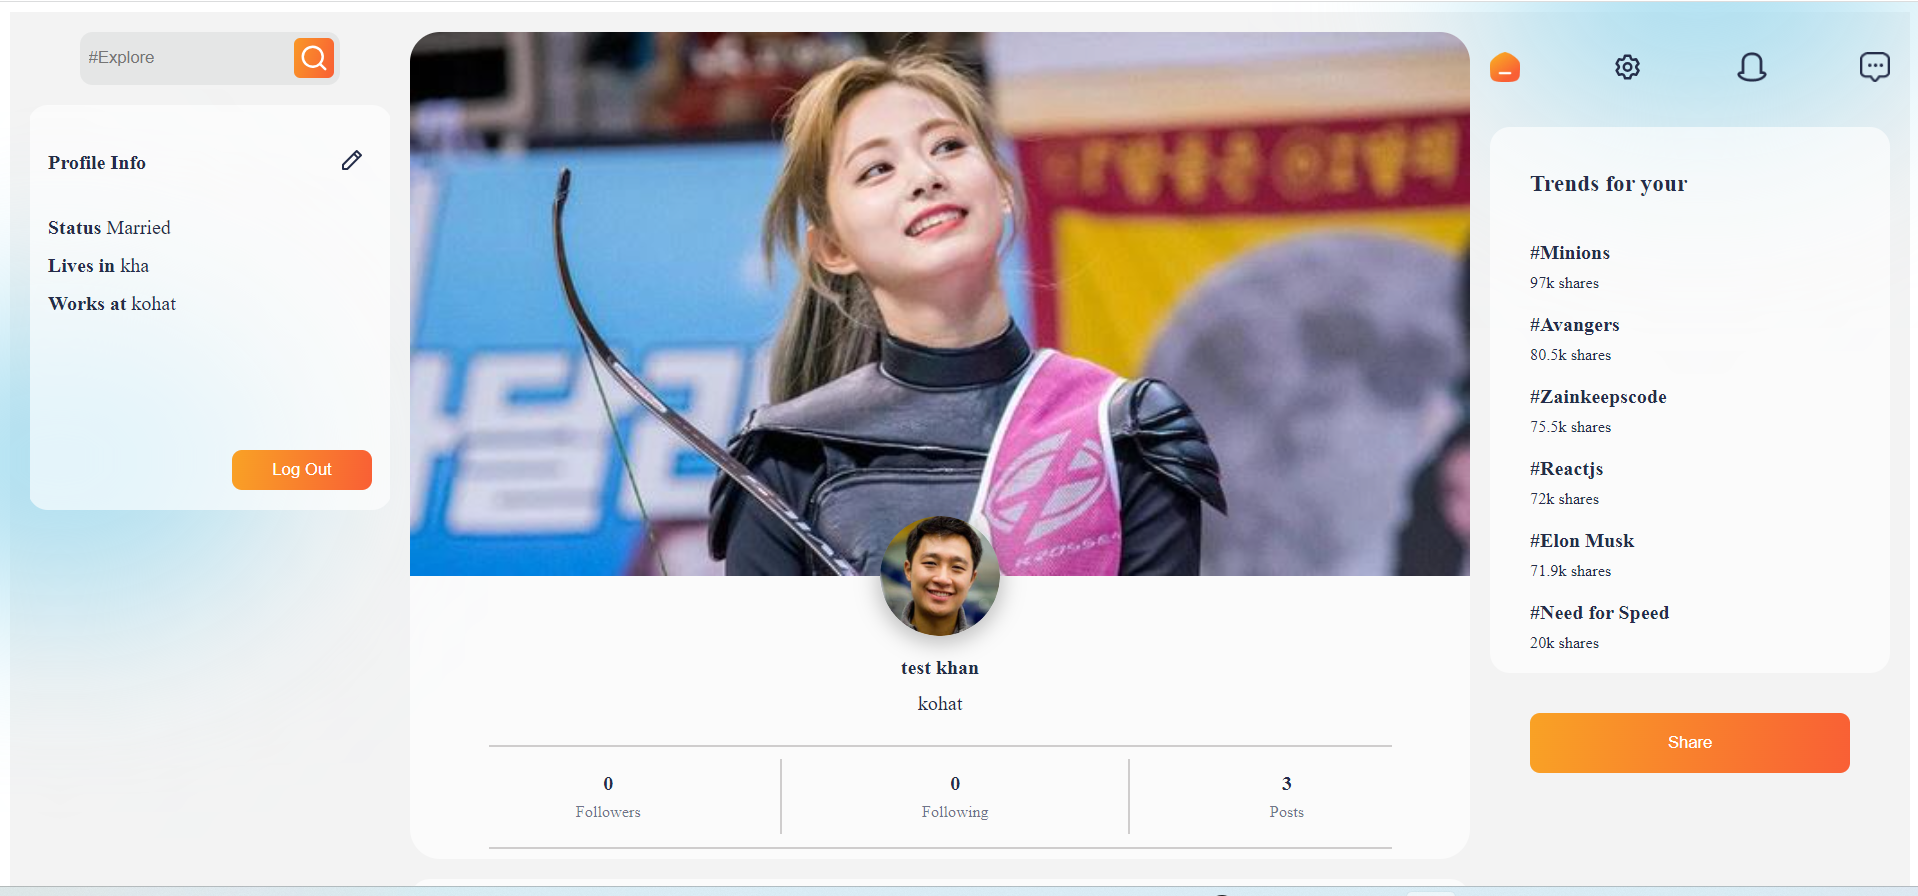 #Explore
Profile Info
Status Married
Lives in kha
Works at kohat
Log Out
KROSSEN
test khan
kohat
0
Followers
0
Following
3
Posts
Trends for your
#Minions
97k shares
#Avangers
80.5k shares
#Zainkeepscode
75.5k shares
#Reactjs
72k shares
#Elon Musk
71.9k shares
#Need for Speed
20k shares
Share